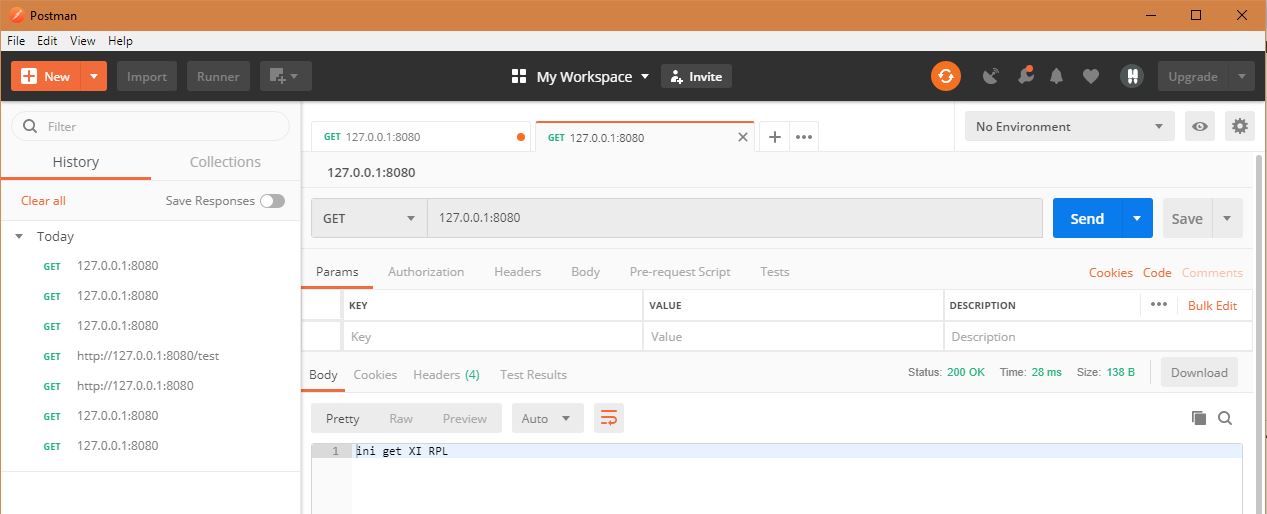 Postman
File Edit View Help
New Import Runner My Workspace Invite Upgrade
Filter
History Collections
Clear all Save Responses
Today
GET 127.0.0.1:8080
GET 127.0.0.1:8080
GET 127.0.0.1:8080
GET http://127.0.0.1:8080/test
GET http://127.0.0.1:8080
GET 127.0.0.1:8080
GET 127.0.0.1:8080
GET 127.0.0.1:8080 GET 127.0.0.1:8080 No Environment
127.0.0.1:8080
GET 127.0.0.1:8080 Send Save
Params Authorization Headers Body Pre-request Script Tests Cookies Code Comments
KEY VALUE DESCRIPTION Bulk Edit
Key Value Description
Body Cookies Headers (4) Test Results Status: 200 OK Time: 28 ms Size: 138 B Download
Pretty Raw Preview Auto
1 ini get XI RPL